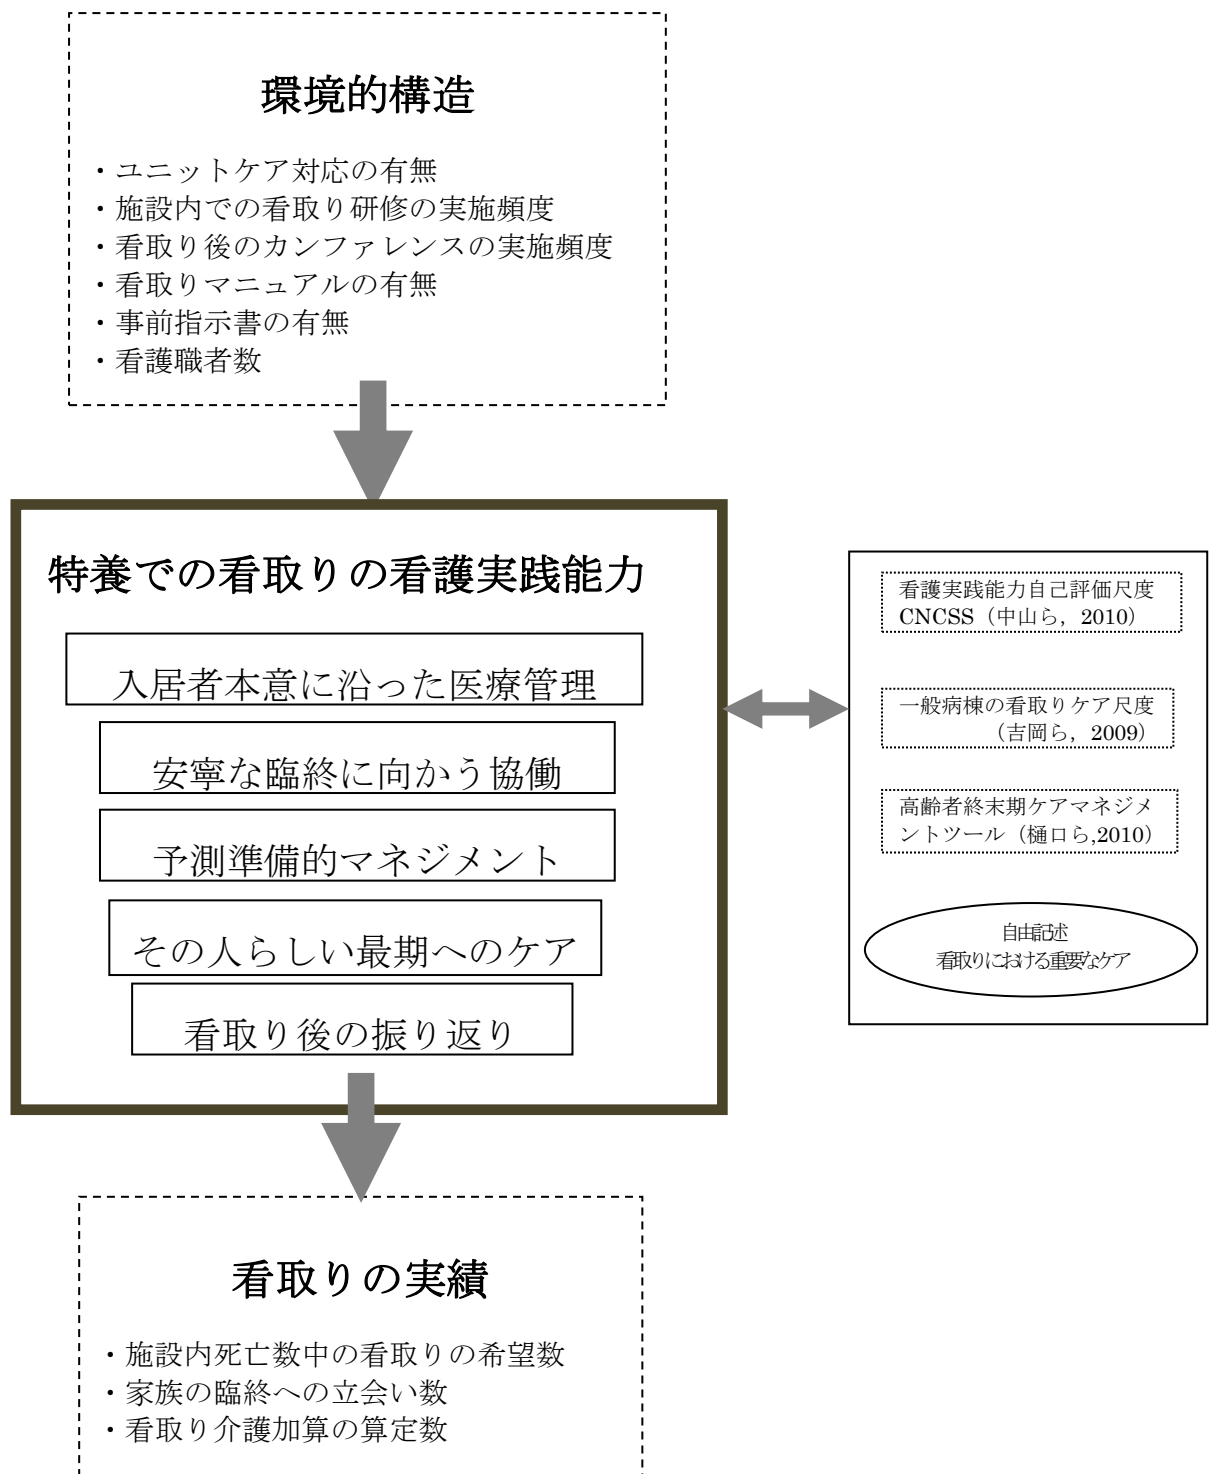 環境的構造
・ユニットケア対応の有無
・施設内での看取り研修の実施頻度
・看取り後のカンファレンスの実施頻度
・看取りマニュアルの有無
・事前指示書の有無
・看護職者数
特養での看取りの看護実践能力
入居者本意に沿った医療管理
安寧な臨終に向かう協働
予測準備的マネジメント
その人らしい最期へのケア
看取り後の振り返り
看護実践能力自己評価尺度
CNCSS（中山ら，2010）
一般病棟の看取りケア尺度
（吉岡ら，2009）
高齢者終末期ケアマネジメ
ントツール（樋口ら,2010）
自由記述
看取りにおける重要なケア
看取りの実績
・施設内死亡数中の看取りの希望数
・家族の臨終への立会い数
・看取り介護加算の算定数